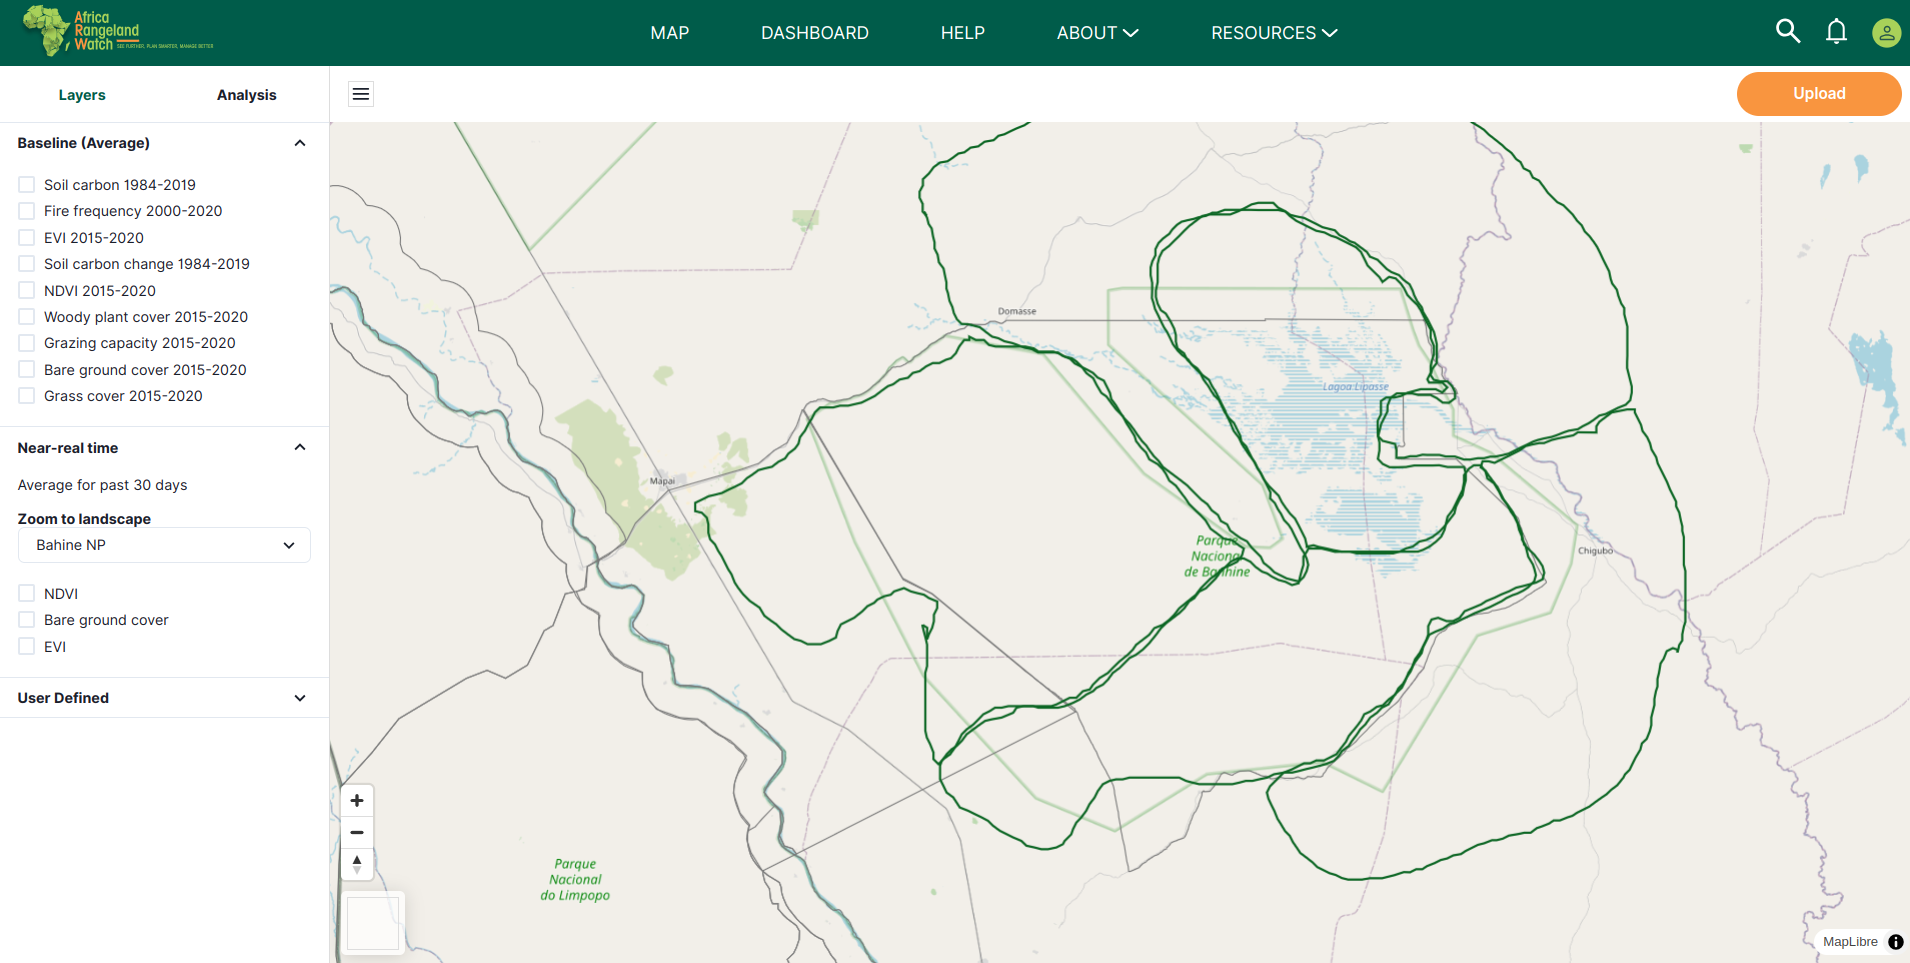 Africa
Rangeland
Watch SEE FURTHER, PLAN SMARTER, MANAGE BETTER
MAP
DASHBOARD
HELP
ABOUT
RESOURCES
Layers
Analysis
Upload
Baseline (Average)
Soil carbon 1984-2019
Fire frequency 2000-2020
EVI 2015-2020
Soil carbon change 1984-2019
NDVI 2015-2020
Woody plant cover 2015-2020
Grazing capacity 2015-2020
Bare ground cover 2015-2020
Grass cover 2015-2020
Near-real time
Average for past 30 days
Zoom to landscape
Bahine NP
NDVI
Bare ground cover
EVI
User Defined
Domasse
Lagoa Lipasse
Mapai
Parque
Nacional
de Banhine
Chigubo
Parque
Nacional
do Limpopo
MapLibre